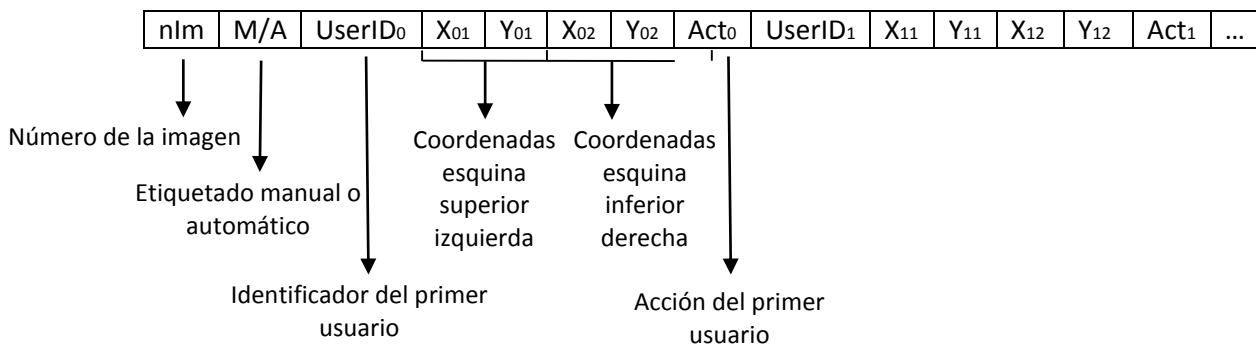 nIm M/A UserID0 X01 Y01 X02 Y02 Act0 UserID1 X11 Y11 X12 Y12 Act1 ...
Número de la imagen
Etiquetado manual o
automático
Identificador del primer
usuario
Coordenadas
esquina
superior
izquierda
Coordenadas
esquina
inferior
derecha
Acción del primer
usuario